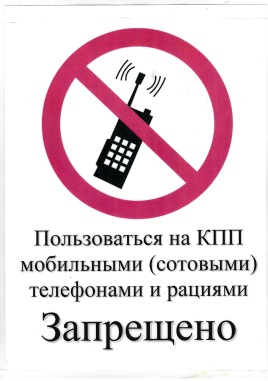 Пользоваться на КПП
мобильными (сотовыми)
телефонами и рациями
Запрещено